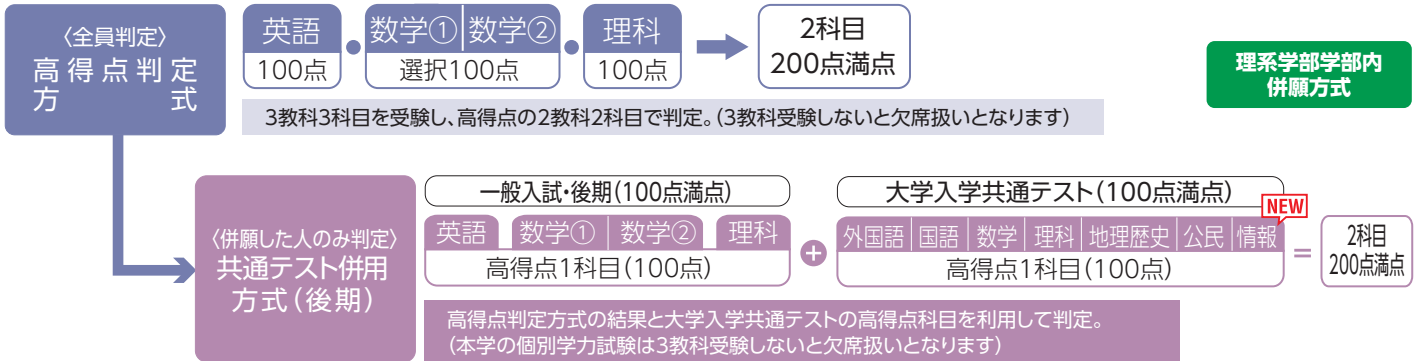 〈全員判定〉
高得点判定
方式
英語
100点
数学① 数学②
選択100点
理科
100点
2科目
200点満点
3教科3科目を受験し、高得点の2教科2科目で判定。(3教科受験しないと欠席扱いとなります)
理系学部学部内
併願方式
〈併願した人のみ判定〉
共通テスト併用
方式(後期)
一般入試・後期(100点満点)
英語 数学① 数学② 理科
高得点1科目(100点)
+
大学入学共通テスト(100点満点)
NEW
外国語 国語 数学 理科 地理歴史 公民 情報
高得点1科目(100点)
=
2科目
200点満点
高得点判定方式の結果と大学入学共通テストの高得点科目を利用して判定。
(本学の個別学力試験は3教科受験しないと欠席扱いとなります)